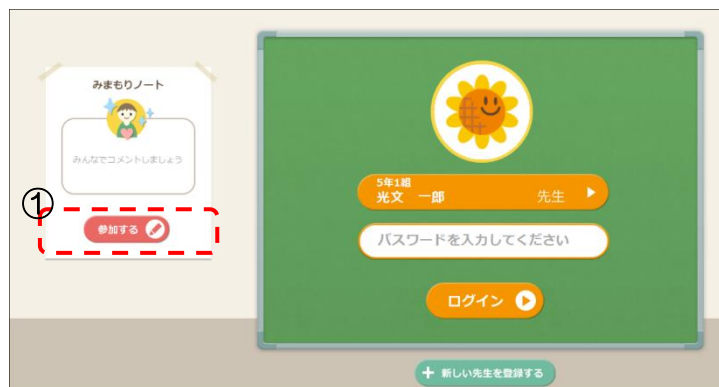 みまもりノート
みんなでコメントしましょう
①
参加する
5年1組
光文 一郎 先生
パスワードを入力してください
ログイン
+ 新しい先生を登録する